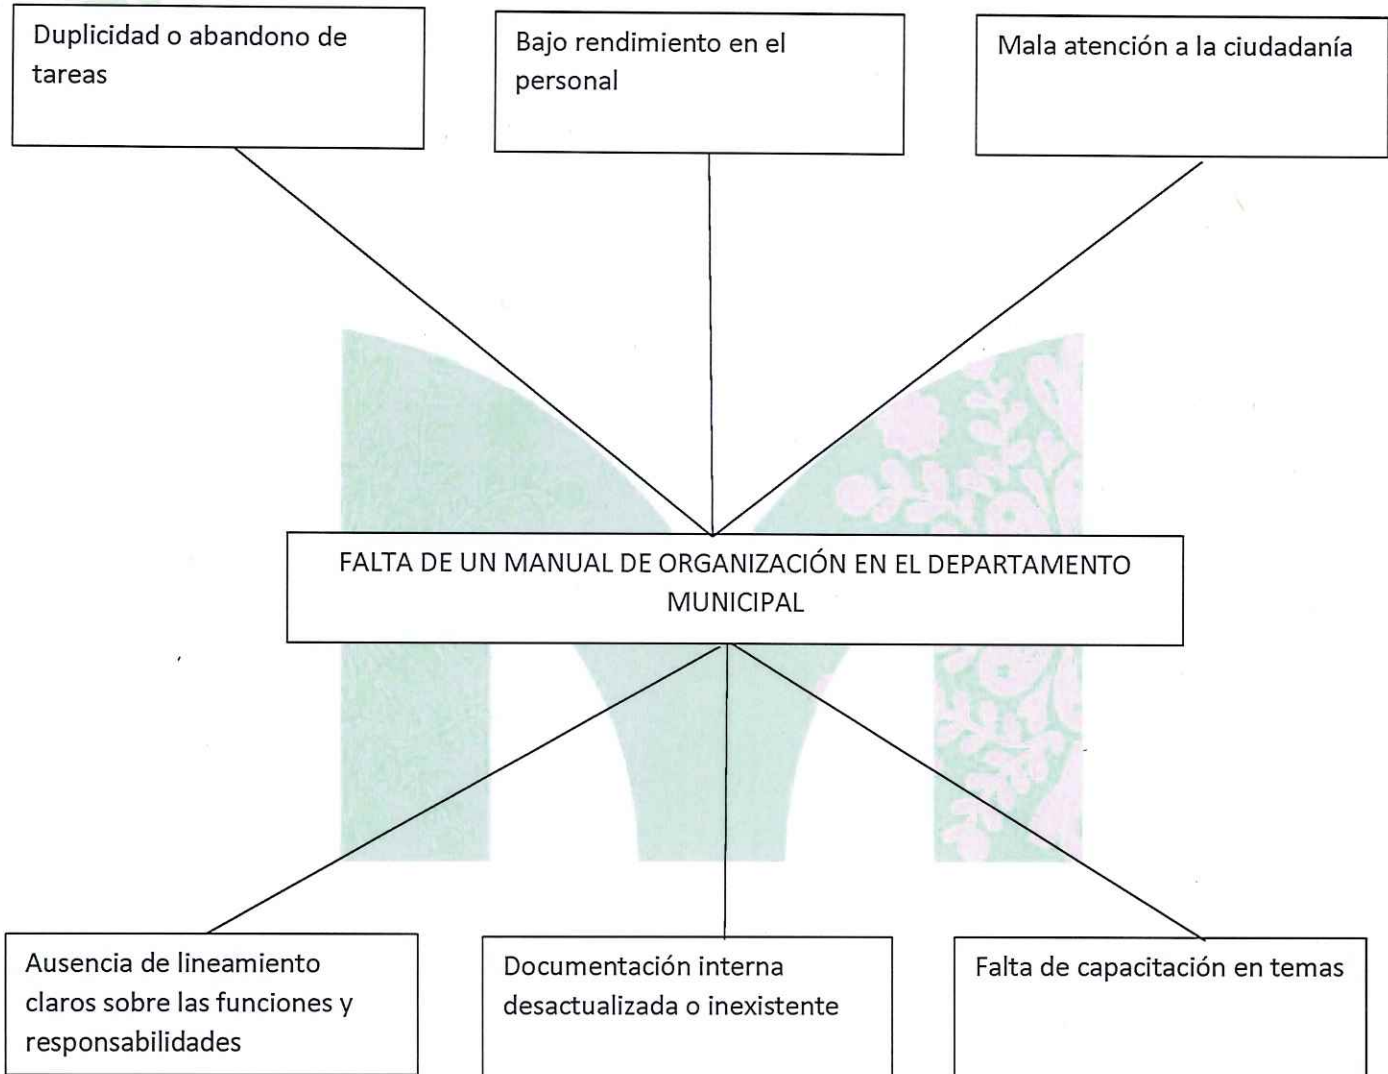 Duplicidad o abandono de
tareas
Bajo rendimiento en el
personal
Mala atención a la ciudadanía
FALTA DE UN MANUAL DE ORGANIZACIÓN EN EL DEPARTAMENTO
MUNICIPAL
Ausencia de lineamiento
claros sobre las funciones y
responsabilidades
Documentación interna
desactualizada o inexistente
Falta de capacitación en temas